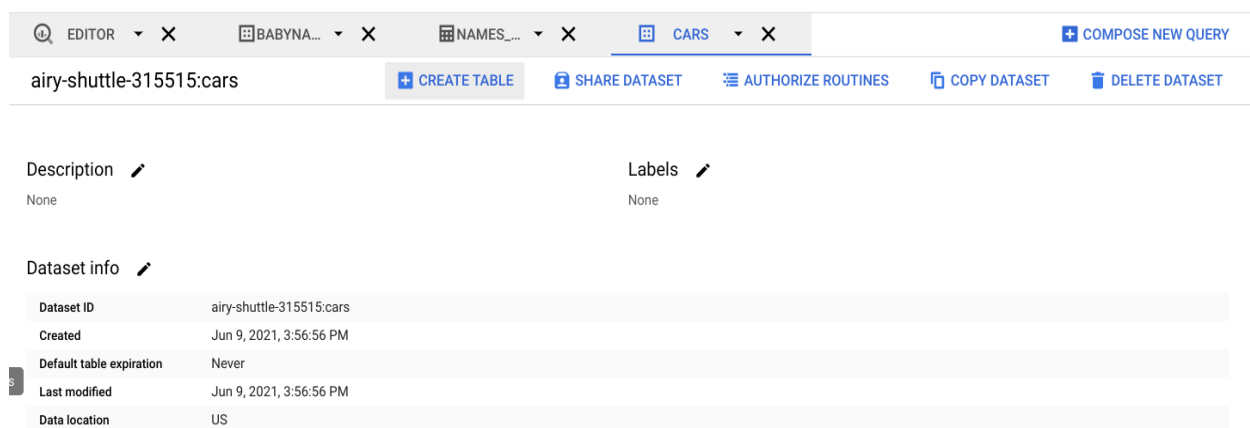 EDITOR BABYNA... NAMES_... CARS COMPOSE NEW QUERY
airy-shuttle-315515:cars CREATE TABLE SHARE DATASET AUTHORIZE ROUTINES COPY DATASET DELETE DATASET
Description Labels
None None
Dataset info
Dataset ID airy-shuttle-315515:cars
Created Jun 9, 2021, 3:56:56 PM
Default table expiration Never
s
Last modified Jun 9, 2021, 3:56:56 PM
Data location US